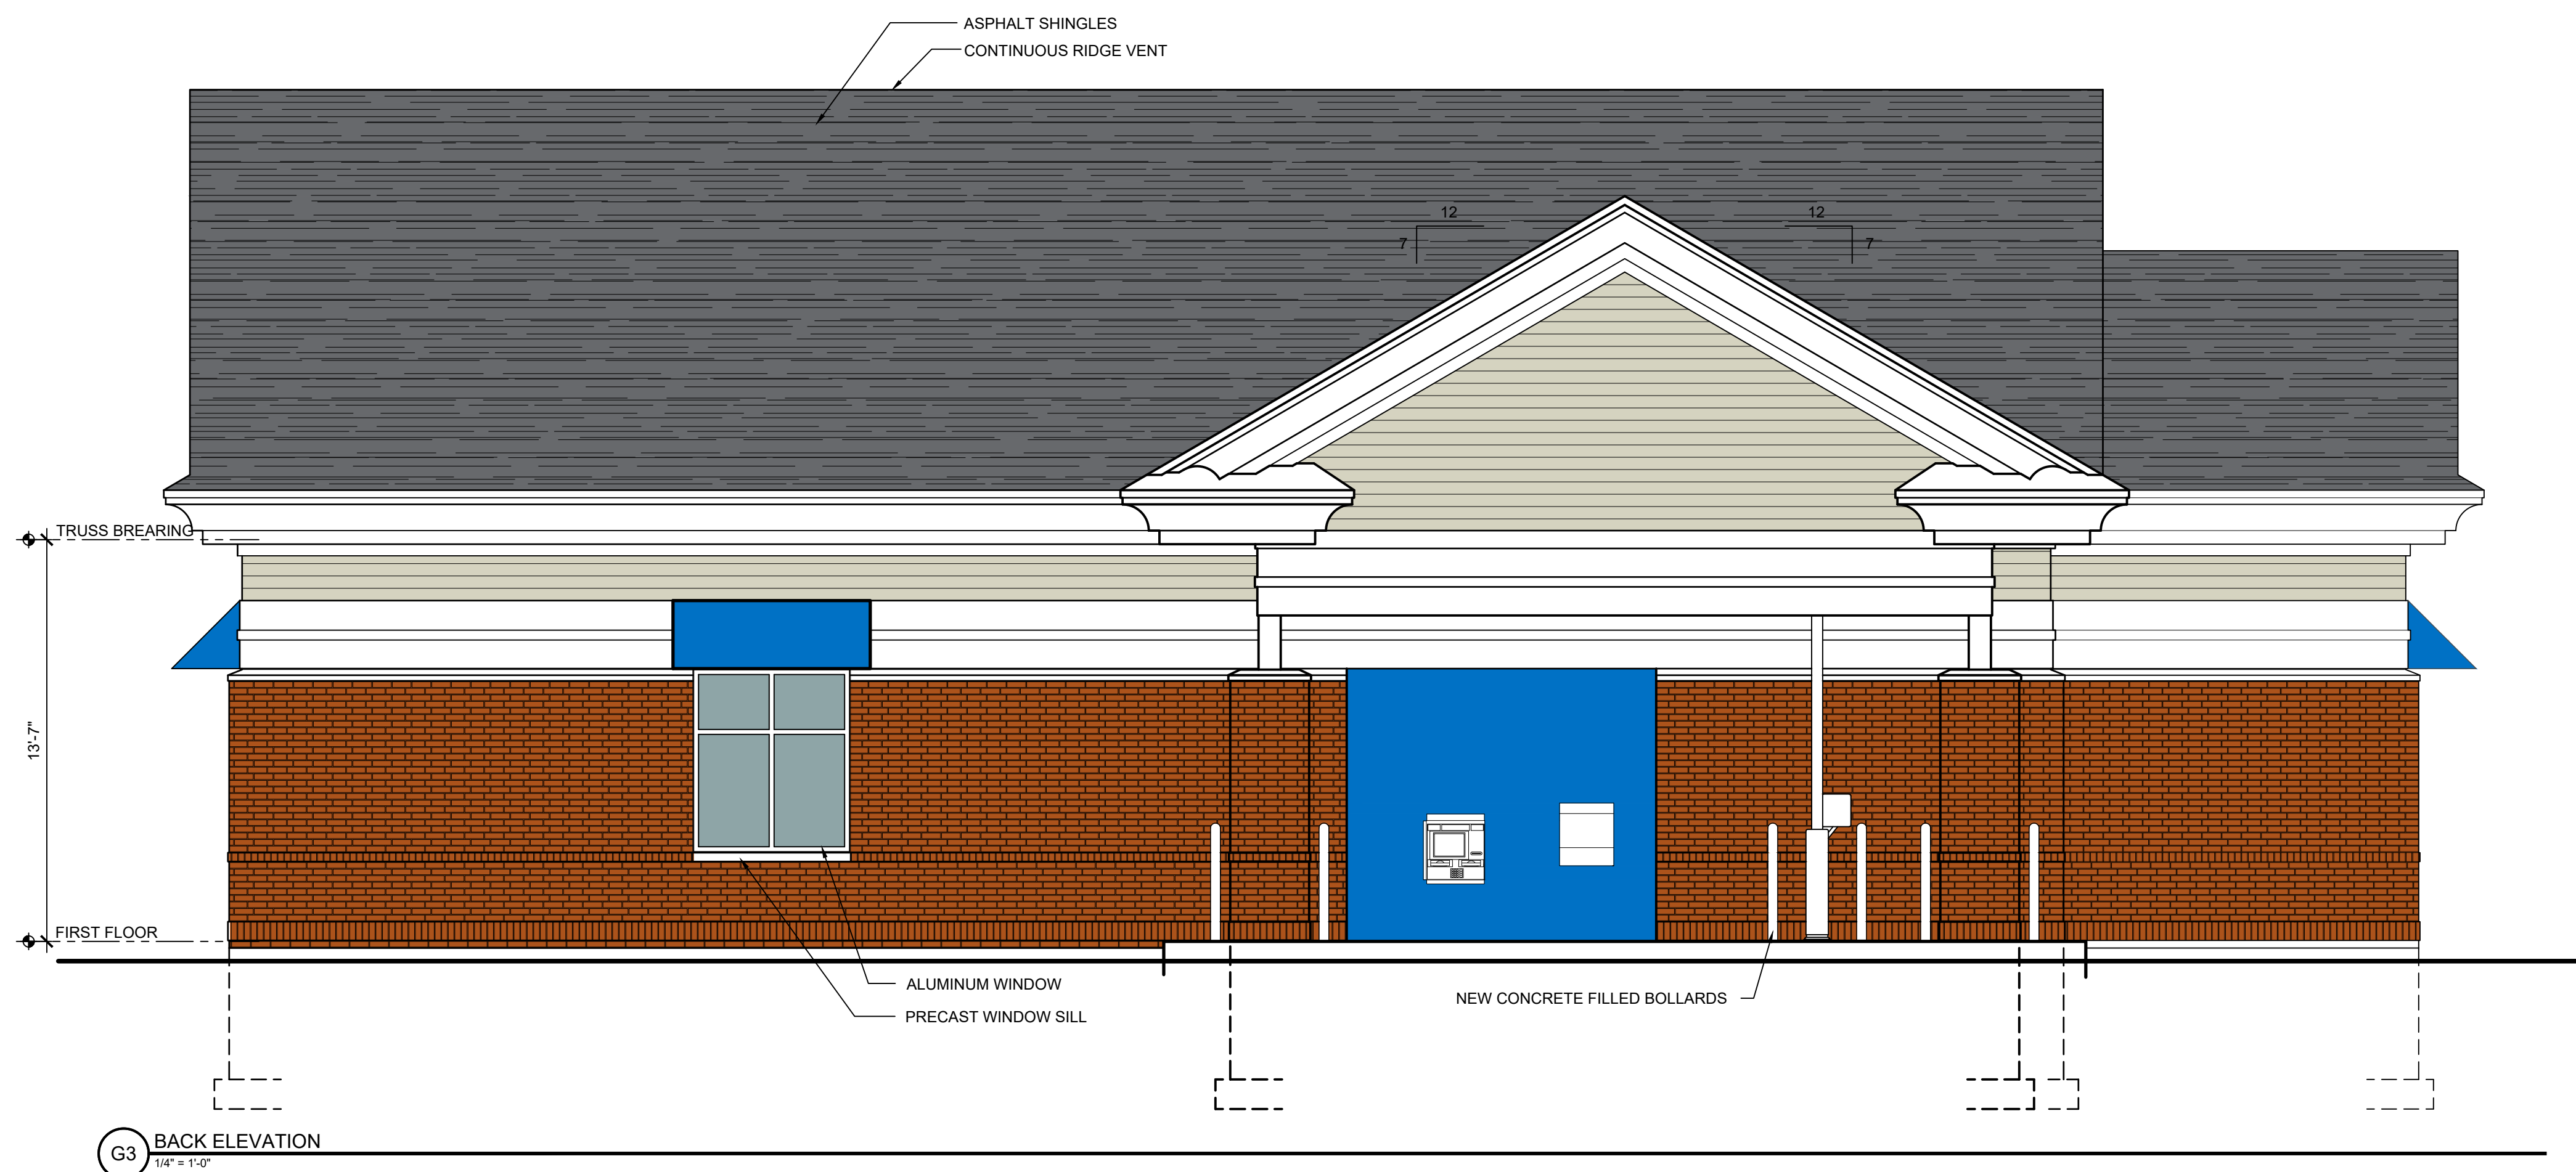 ASPHALT SHINGLES
CONTINUOUS RIDGE VENT
12
7
12
7
TRUSS BREARING
13'-7"
FIRST FLOOR
ALUMINUM WINDOW
PRECAST WINDOW SILL
NEW CONCRETE FILLED BOLLARDS
G3
BACK ELEVATION
1/4" = 1'-0"